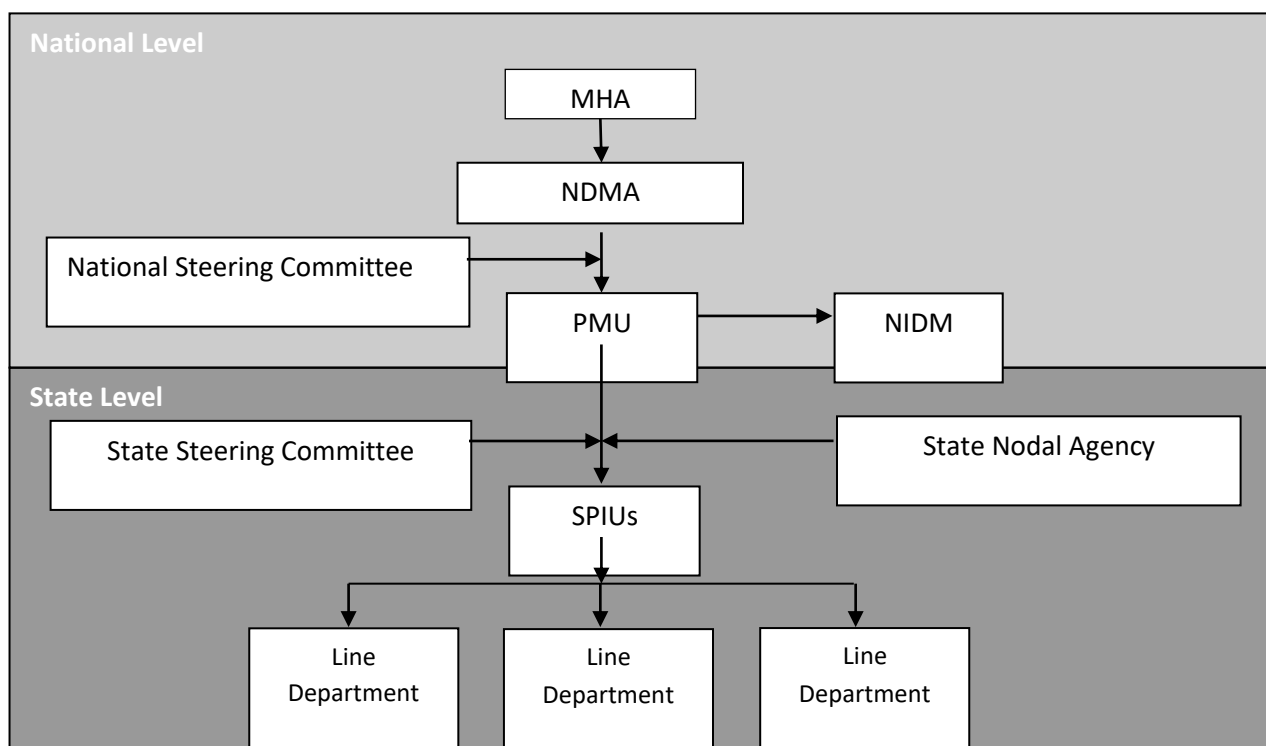 National Level
MHA
NDMA
National Steering Committee
PMU
NIDM
State Level
State Steering Committee
State Nodal Agency
SPIUs
Line
Department
Line
Department
Line
Department